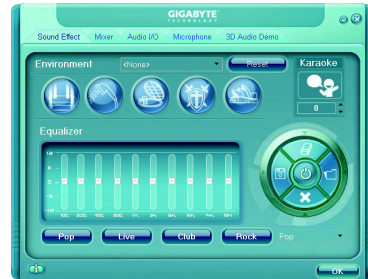 GIGABYTE
TECHNOLOGY
Sound Effect Mixer Audio I/O Microphone 3D Audio Demo
Environment <None> Reset Karaoke
0
Equalizer
Pop Live Club Rock Pop
OK